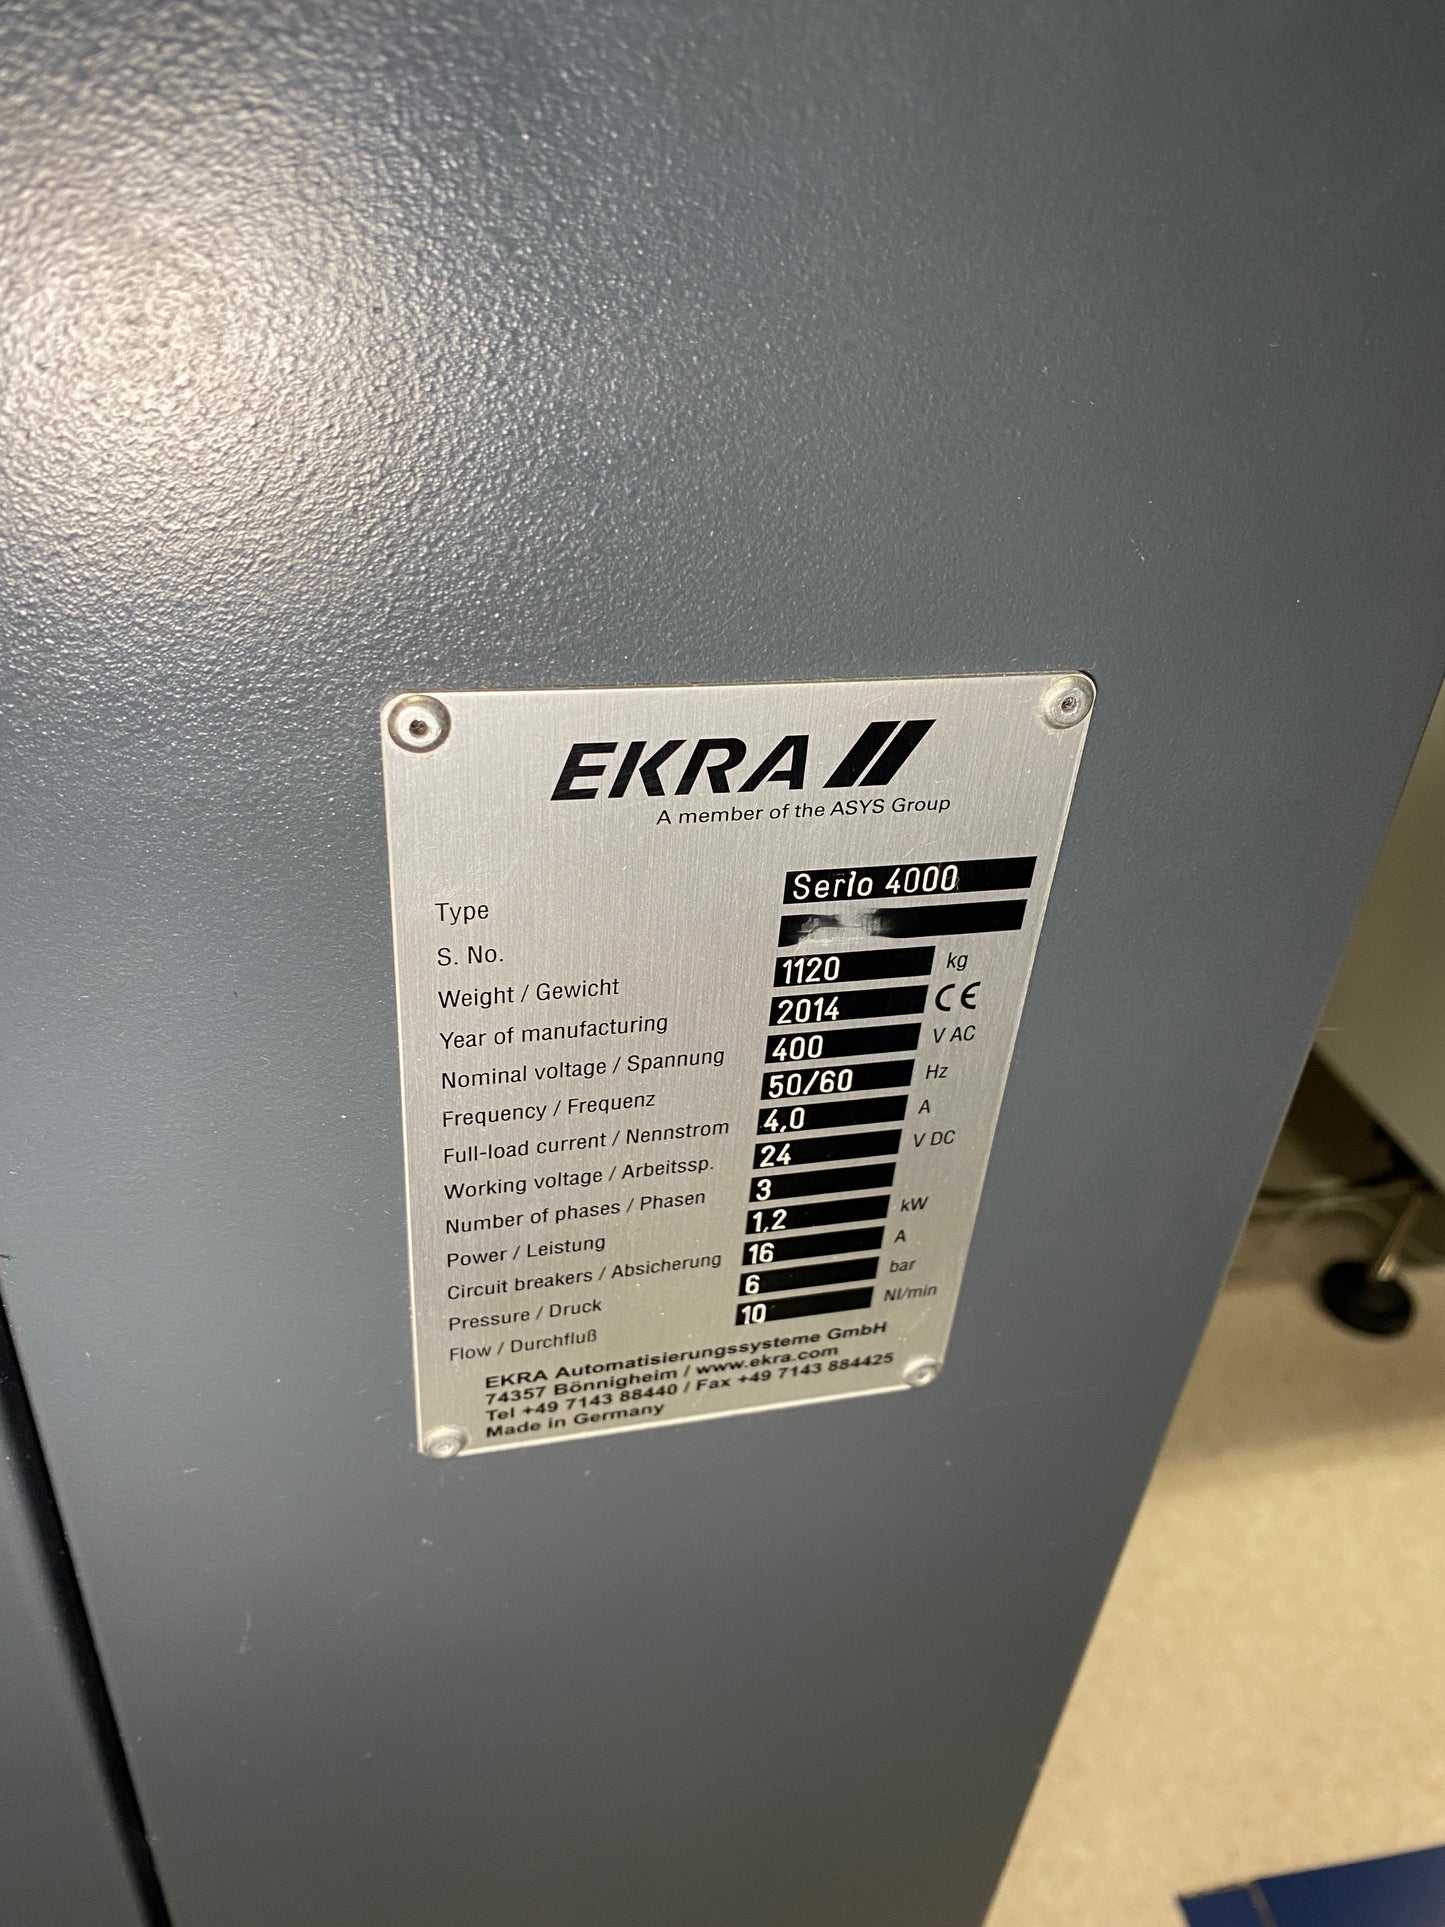 EKRA
A member of the ASYS Group
Type Serio 4000
S. No.
Weight / Gewicht 1120 kg
Year of manufacturing 2014 CE
Nominal voltage / Spannung 400 V AC
Frequency / Frequenz 50/60 Hz
Full-load current / Nennstrom 4,0 A
Working voltage / Arbeitssp. 24 V DC
Number of phases / Phasen 3
Power / Leistung 1,2 kW
Circuit breakers / Absicherung 16 A
Pressure / Druck 6 bar
Flow / Durchfluß 10 Nl/min
EKRA Automatisierungssysteme GmbH
74357 Bönnigheim / www.ekra.com
Tel +49 7143 88440 / Fax +49 7143 884425
Made in Germany